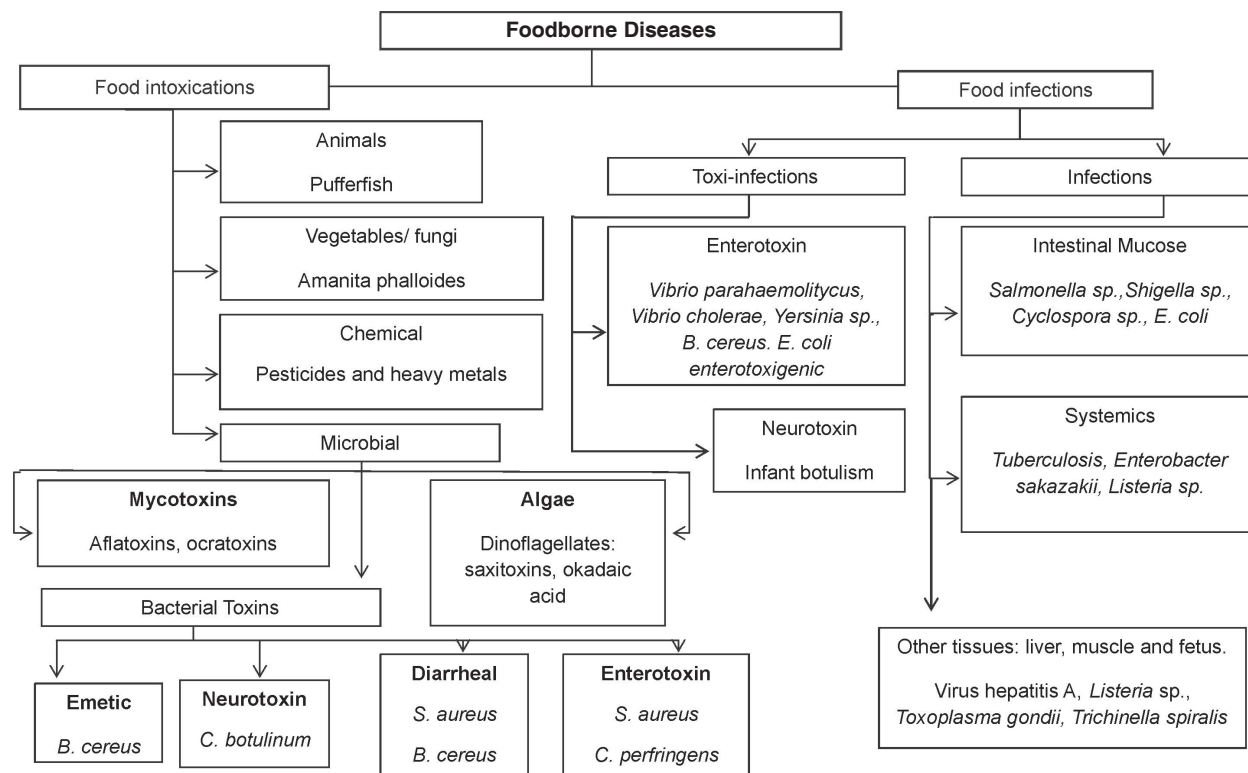 Foodborne Diseases
Food intoxications
Food infections
Animals
Pufferfish
Toxi-infections
Infections
Vegetables/ fungi
Amanita phalloides
Enterotoxin
Vibrio parahaemolitycus,
Vibrio cholerae, Yersinia sp.,
B. cereus. E. coli
enterotoxigenic
Intestinal Mucose
Salmonella sp.,Shigella sp.,
Cyclospora sp., E. coli
Chemical
Pesticides and heavy metals
Microbial
Neurotoxin
Infant botulism
Systemics
Tuberculosis, Enterobacter
sakazakii, Listeria sp.
Mycotoxins
Aflatoxins, ocratoxins
Algae
Dinoflagellates:
saxitoxins, okadaic
acid
Bacterial Toxins
Other tissues: liver, muscle and fetus.
Virus hepatitis A, Listeria sp.,
Toxoplasma gondii, Trichinella spiralis
Emetic
B. cereus
Neurotoxin
C. botulinum
Diarrheal
S. aureus
B. cereus
Enterotoxin
S. aureus
C. perfringens